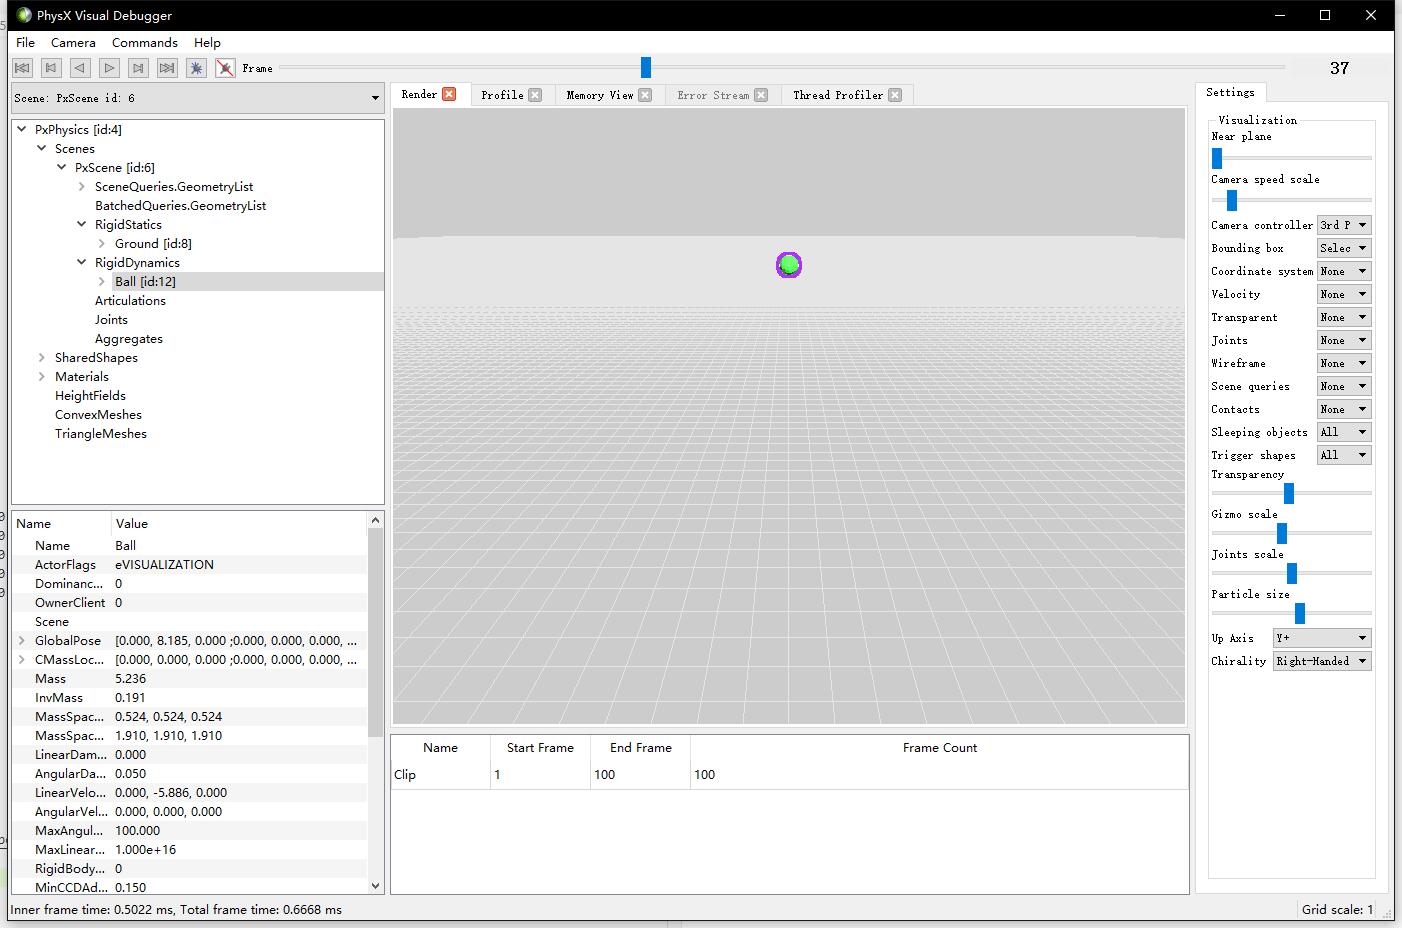 PhysX Visual Debugger
File Camera Commands Help
Frame
37
Scene: PxScene id: 6
PxPhysics [id:4]
Scenes
PxScene [id:6]
SceneQueries.GeometryList
BatchedQueries.GeometryList
RigidStatics
Ground [id:8]
RigidDynamics
Ball [id:12]
Articulations
Joints
Aggregates
SharedShapes
Materials
HeightFields
ConvexMeshes
TriangleMeshes
Name Value
Name Ball
ActorFlags eVISUALIZATION
Dominanc... 0
OwnerClient 0
Scene
GlobalPose [0.000, 8.185, 0.000 ;0.000, 0.000, 0.000, ...
CMassLoc... [0.000, 0.000, 0.000 ;0.000, 0.000, 0.000, ...
Mass 5.236
InvMass 0.191
MassSpac... 0.524, 0.524, 0.524
MassSpac... 1.910, 1.910, 1.910
LinearDam... 0.000
AngularDa... 0.050
LinearVelo... 0.000, -5.886, 0.000
AngularVel... 0.000, 0.000, 0.000
MaxAngul... 100.000
MaxLinear... 1.000e+16
RigidBody... 0
MinCCDAd... 0.150
Render Profile Memory View Error Stream Thread Profiler
Name Start Frame End Frame Frame Count
Clip 1 100 100
Settings
Visualization
Near plane
Camera speed scale
Camera controller 3rd P
Bounding box Selec
Coordinate system None
Velocity None
Transparent None
Joints None
Wireframe None
Scene queries None
Contacts None
Sleeping objects All
Trigger shapes All
Transparency
Gizmo scale
Joints scale
Particle size
Up Axis Y+
Chirality Right-Handed
Inner frame time: 0.5022 ms, Total frame time: 0.6668 ms
Grid scale: 1